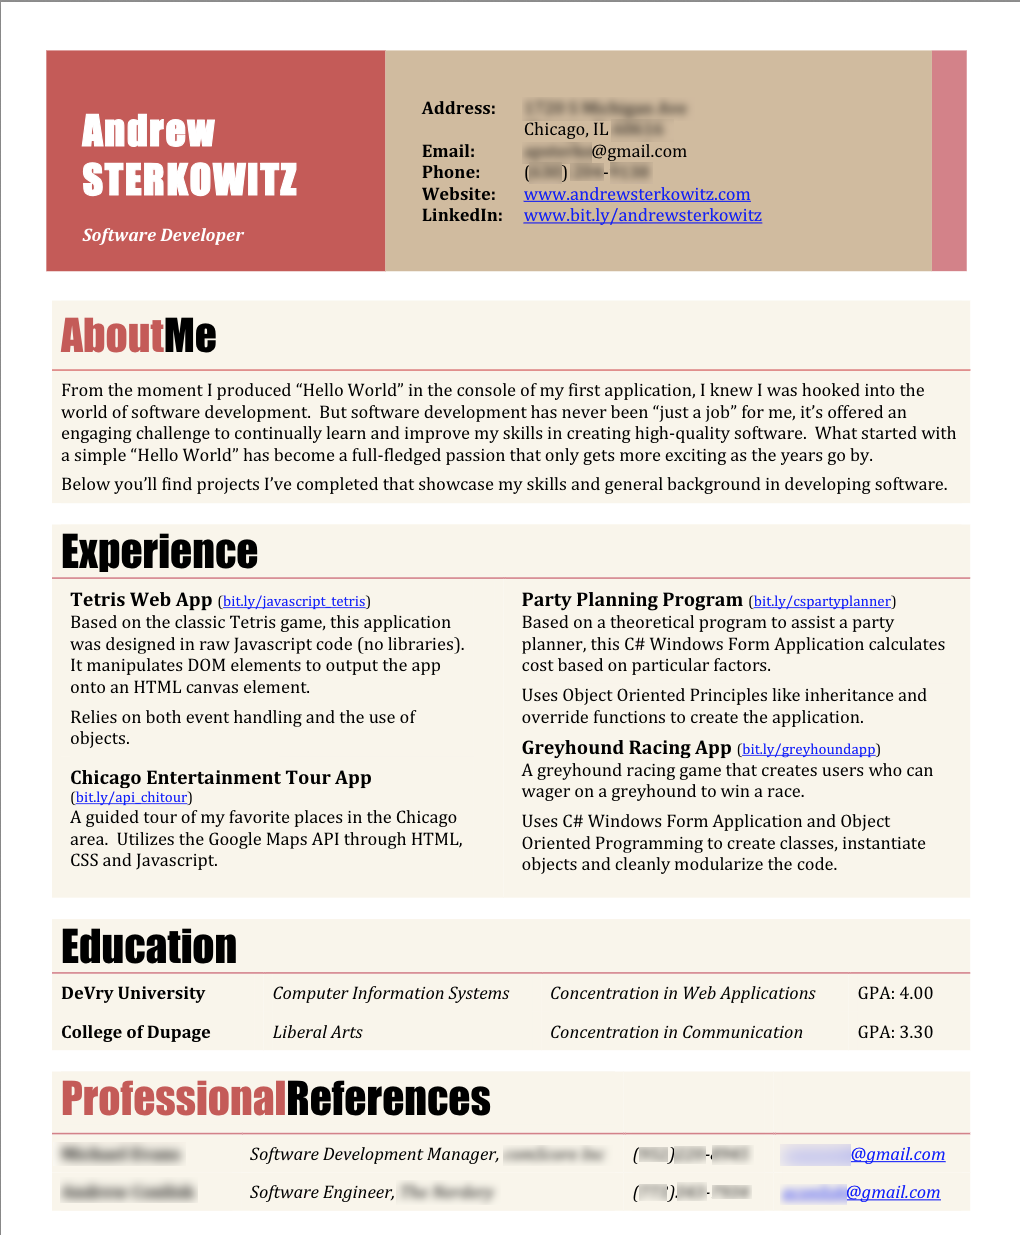 Andrew
STERKOWITZ
Software Developer
Address:
Chicago, IL
Email: @gmail.com
Phone: ( ) -
Website: www.andrewsterkowitz.com
LinkedIn: www.bit.ly/andrewsterkowitz
AboutMe
From the moment I produced “Hello World” in the console of my first application, I knew I was hooked into the
world of software development.  But software development has never been “just a job” for me, it’s offered an
engaging challenge to continually learn and improve my skills in creating high-quality software.  What started with
a simple “Hello World” has become a full-fledged passion that only gets more exciting as the years go by.
Below you’ll find projects I’ve completed that showcase my skills and general background in developing software.
Experience
Tetris Web App (bit.ly/javascript_tetris)
Based on the classic Tetris game, this application
was designed in raw Javascript code (no libraries).
It manipulates DOM elements to output the app
onto an HTML canvas element.
Relies on both event handling and the use of
objects.
Chicago Entertainment Tour App
(bit.ly/api_chitour)
A guided tour of my favorite places in the Chicago
area.  Utilizes the Google Maps API through HTML,
CSS and Javascript.
Party Planning Program (bit.ly/cspartyplanner)
Based on a theoretical program to assist a party
planner, this C# Windows Form Application calculates
cost based on particular factors.
Uses Object Oriented Principles like inheritance and
override functions to create the application.
Greyhound Racing App (bit.ly/greyhoundapp)
A greyhound racing game that creates users who can
wager on a greyhound to win a race.
Uses C# Windows Form Application and Object
Oriented Programming to create classes, instantiate
objects and cleanly modularize the code.
Education
DeVry University Computer Information Systems Concentration in Web Applications GPA: 4.00
College of Dupage Liberal Arts Concentration in Communication GPA: 3.30
ProfessionalReferences
Software Development Manager, ( ) - @gmail.com
Software Engineer, ( ) - @gmail.com